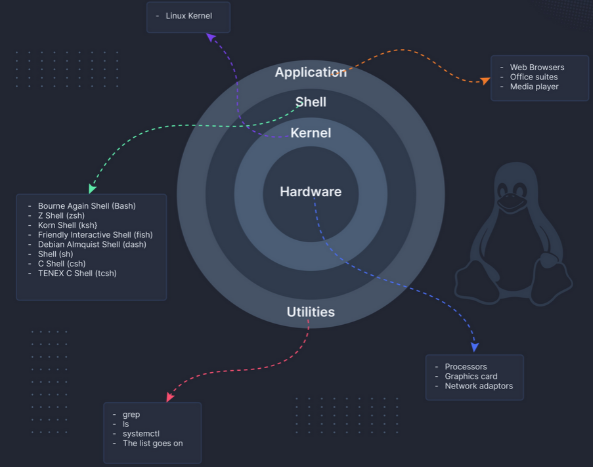 - Linux Kernel
Application
- Web Browsers
- Office suites
- Media player
Shell
Kernel
Hardware
- Bourne Again Shell (Bash)
- Z Shell (zsh)
- Korn Shell (ksh)
- Friendly Interactive Shell (fish)
- Debian Almquist Shell (dash)
- Shell (sh)
- C Shell (csh)
- TENEX C Shell (tcsh)
Utilities
- Processors
- Graphics card
- Network adaptors
- grep
- ls
- systemctl
- The list goes on